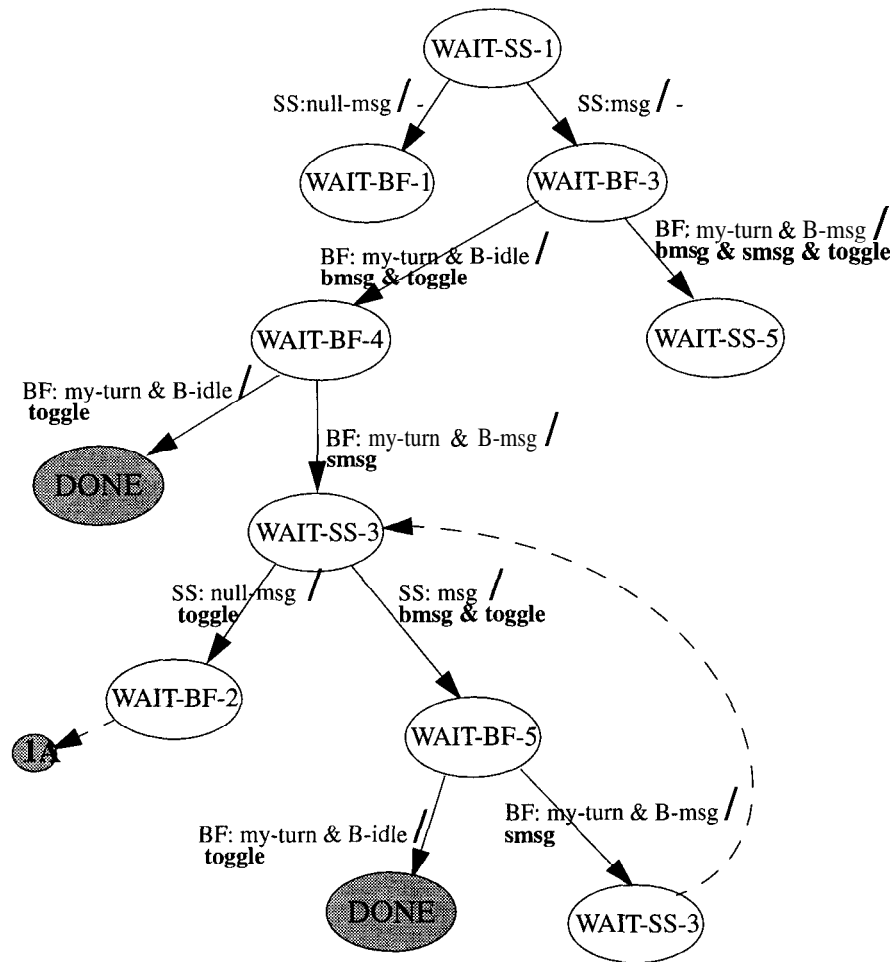 WAIT-SS-1
SS:null-msg / -
SS:msg / -
WAIT-BF-1
WAIT-BF-3
BF: my-turn & B-msg /
bmsg & smsg & toggle
BF: my-turn & B-idle /
bmsg & toggle
WAIT-BF-4
WAIT-SS-5
BF: my-turn & B-idle /
toggle
BF: my-turn & B-msg /
smsg
DONE
WAIT-SS-3
SS: null-msg /
toggle
SS: msg /
bmsg & toggle
WAIT-BF-2
1A
WAIT-BF-5
BF: my-turn & B-idle /
toggle
BF: my-turn & B-msg /
smsg
DONE
WAIT-SS-3